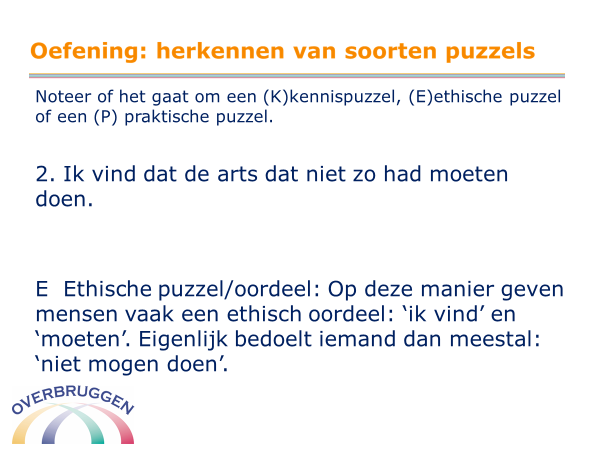 Oefening: herkennen van soorten puzzels
Noteer of het gaat om een (K)kennispuzzel, (E)ethische puzzel
of een (P) praktische puzzel.
2. Ik vind dat de arts dat niet zo had moeten
doen.
E  Ethische puzzel/oordeel: Op deze manier geven
mensen vaak een ethisch oordeel: ‘ik vind’ en
‘moeten’. Eigenlijk bedoelt iemand dan meestal:
‘niet mogen doen’.
OVERBRUGGEN